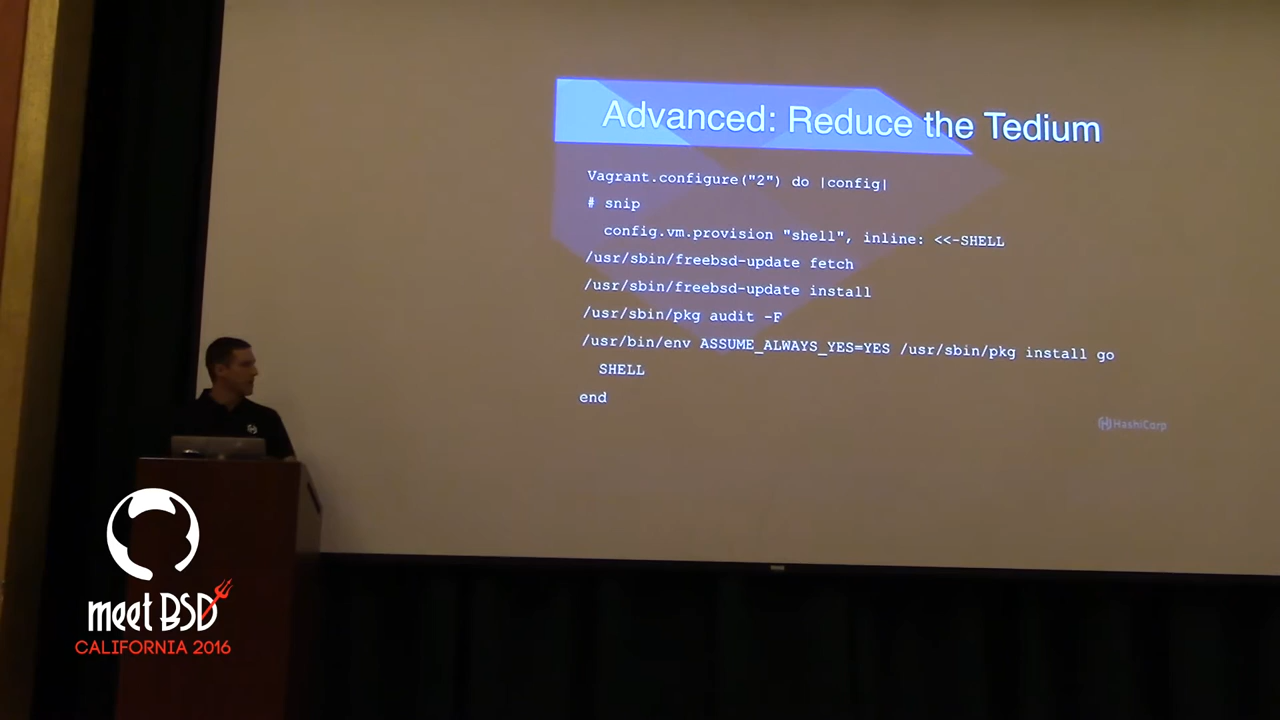 Advanced: Reduce the Tedium
Vagrant.configure("2") do |config|
# snip
config.vm.provision "shell", inline: <<-SHELL
/usr/sbin/freebsd-update fetch
/usr/sbin/freebsd-update install
/usr/sbin/pkg audit -F
/usr/bin/env ASSUME_ALWAYS_YES=YES /usr/sbin/pkg install go
SHELL
end
HashiCorp
meet BSD
CALIFORNIA 2016